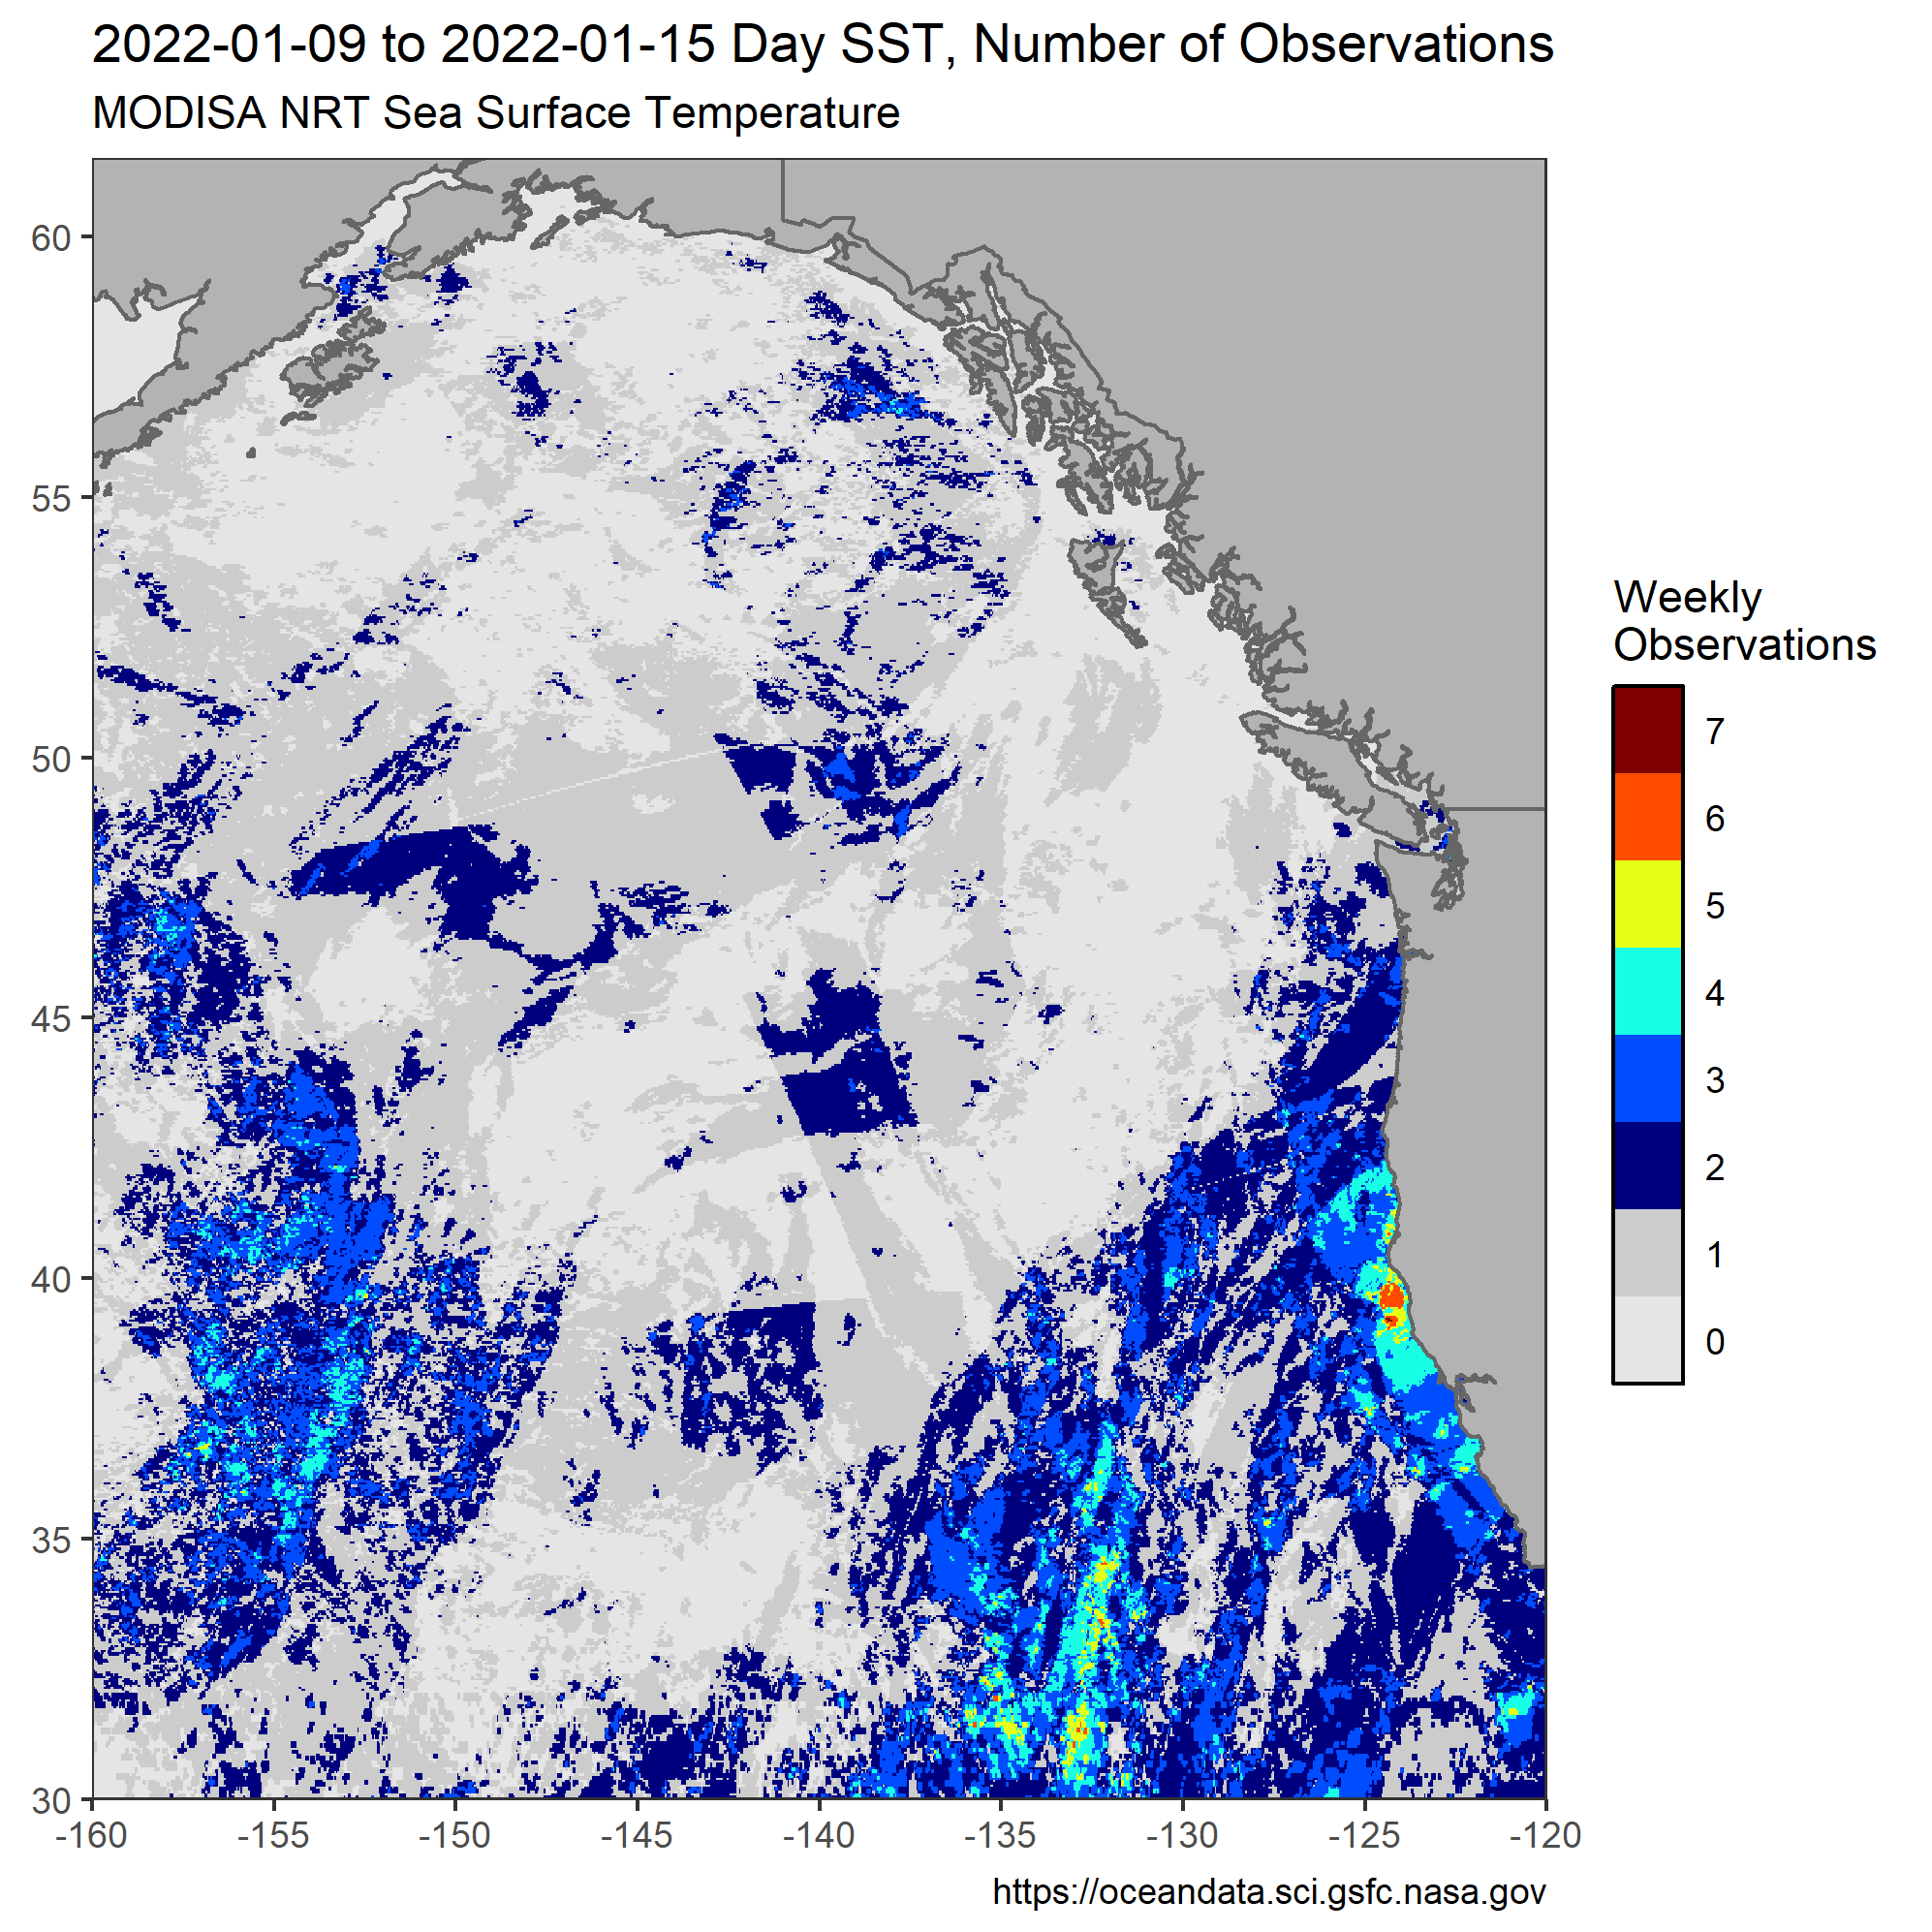 2022-01-09 to 2022-01-15 Day SST, Number of Observations
MODISA NRT Sea Surface Temperature
60
55
50
45
40
35
30
-160 -155 -150 -145 -140 -135 -130 -125 -120
Weekly
Observations
7
6
5
4
3
2
1
0
https://oceandata.sci.gsfc.nasa.gov